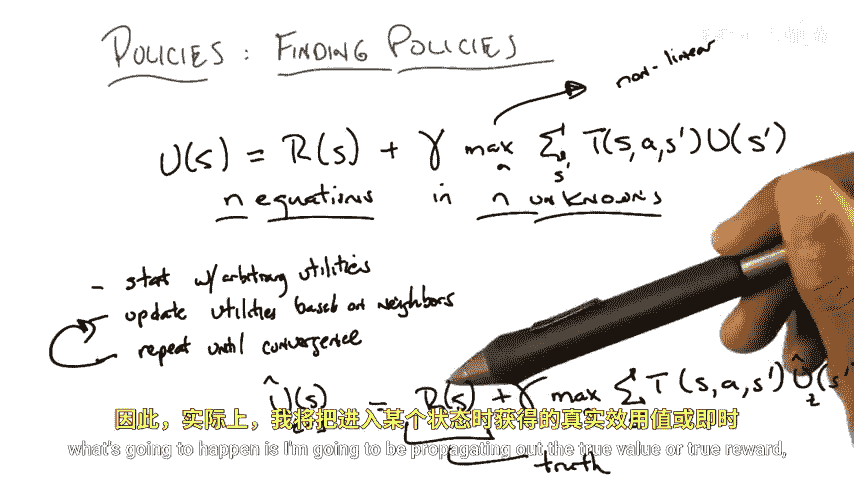 POLICIES : FINDING POLICIES
non-linear
U(s) = R(s) + γ max_a Σ_s' T(s,a,s')U(s')
n equations in n unknowns
- start w/ arbitrary utilities
- update utilities based on neighbors
- repeat until convergence
Û(s) = R(s) + γ max Σ T(s,a,s')Û(s'
truth
因此，实际上，我将把进入某个状态时获得的真实效用值或即时
what's going to happen is I'm going to be propagating out the true value or true reward,